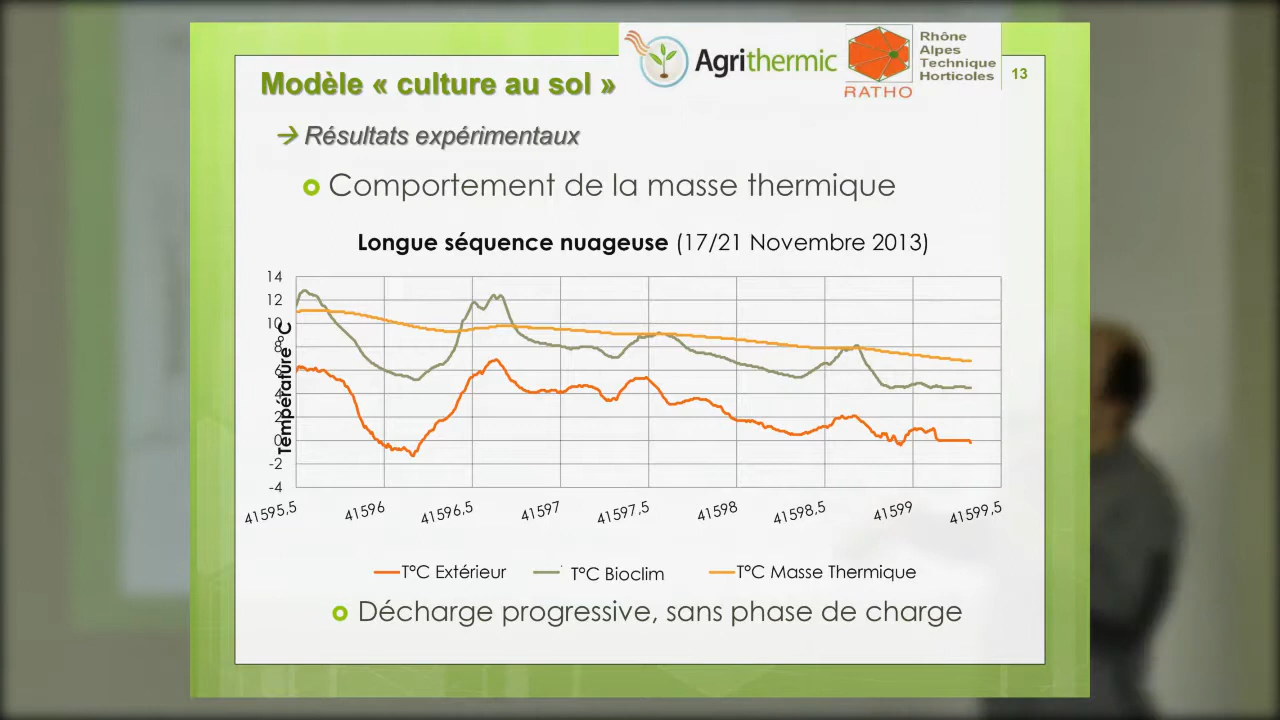 Agrithermic
RATHO
Rhône
Alpes
Technique
Horticoles
13
Modèle « culture au sol »
Résultats expérimentaux
Comportement de la masse thermique
Longue séquence nuageuse (17/21 Novembre 2013)
Température °C
14
12
10
8
6
4
2
0
-2
-4
41595,5
41596
41596,5
41597
41597,5
41598
41598,5
41599
41599,5
T°C Extérieur
T°C Bioclim
T°C Masse Thermique
Décharge progressive, sans phase de charge